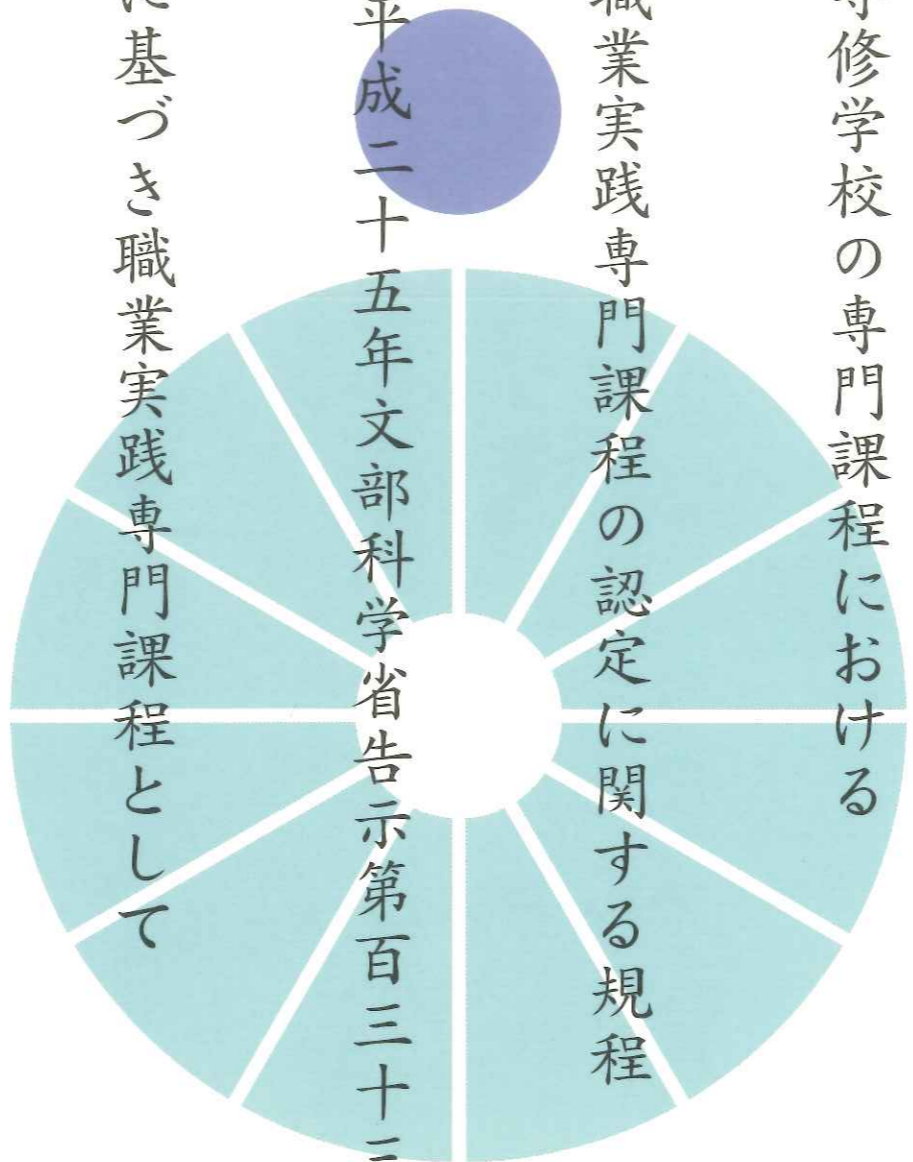 専修学校の専門課程における
職業実践専門課程の認定に関する規程
平成二十五年文部科学省告示第百三十三
に基づき職業実践専門課程として